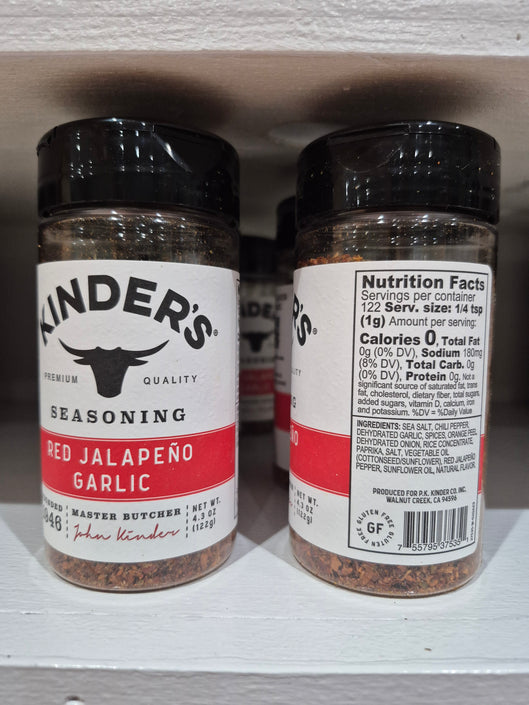 KINDER'S®
PREMIUM QUALITY
SEASONING
RED JALAPEÑO
GARLIC
MASTER BUTCHER
John Kinder
NET WT.
4.3 OZ
(122g)
Nutrition Facts
Servings per container
122 Serv. size: 1/4 tsp
(1g) Amount per serving:
Calories 0, Total Fat
0g (0% DV), Sodium 180mg
(8% DV), Total Carb. 0g
(0% DV), Protein 0g. Not a
significant source of saturated fat, trans
fat, cholesterol, dietary fiber, total sugars,
added sugars, vitamin D, calcium, iron
and potassium. %DV = %Daily Value
INGREDIENTS: SEA SALT, CHILI PEPPER,
DEHYDRATED GARLIC, SPICES, ORANGE PEEL,
DEHYDRATED ONION, RICE CONCENTRATE,
PAPRIKA, SALT, VEGETABLE OIL
(COTTONSEED/SUNFLOWER), RED JALAPEÑO
PEPPER, SUNFLOWER OIL, NATURAL FLAVOR.
PRODUCED FOR P.K. KINDER CO. INC.
WALNUT CREEK, CA 94596
GLUTEN FREE GLUTEN FREE
GF
7 55795 37535